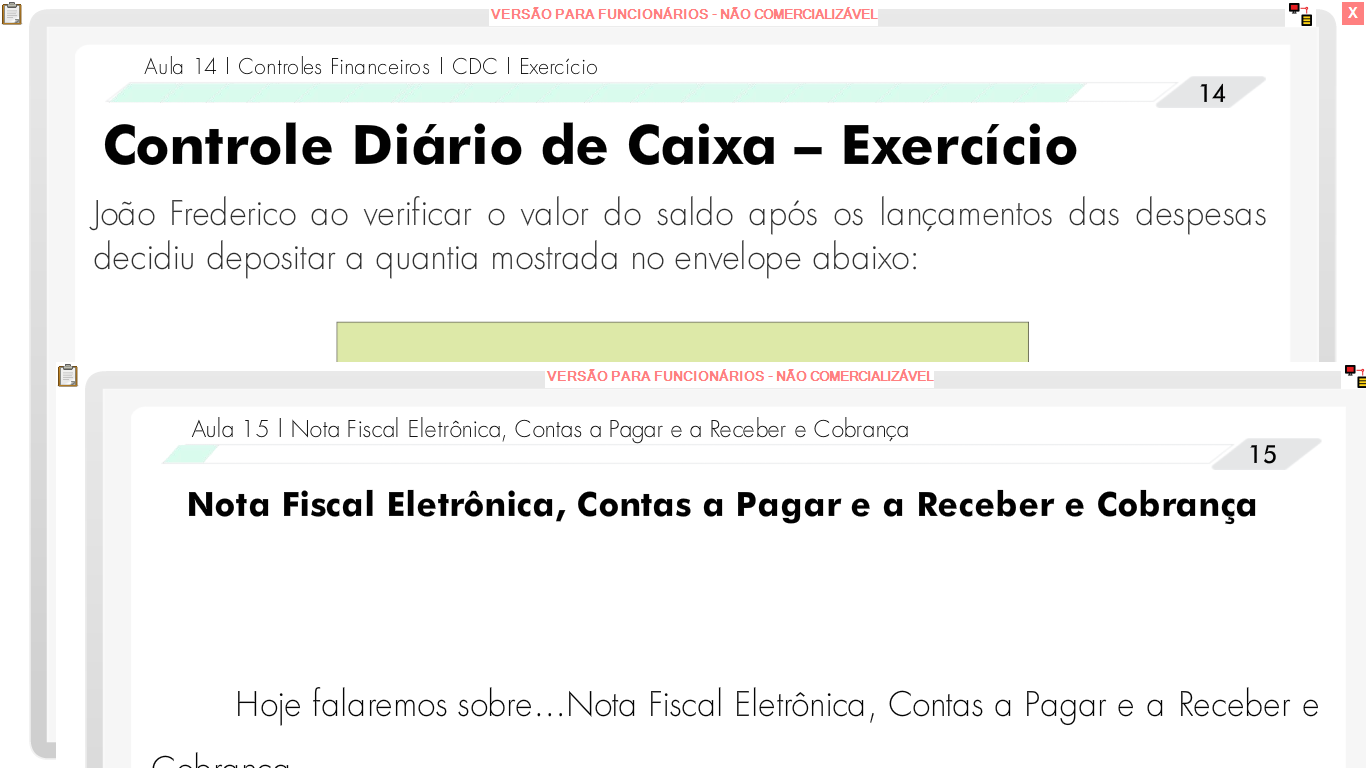 VERSÃO PARA FUNCIONÁRIOS - NÃO COMERCIALIZÁVEL
X
Aula 14 | Controles Financeiros | CDC | Exercício
14
Controle Diário de Caixa – Exercício
João Frederico ao verificar o valor do saldo após os lançamentos das despesas
decidiu depositar a quantia mostrada no envelope abaixo:
VERSÃO PARA FUNCIONÁRIOS - NÃO COMERCIALIZÁVEL
Aula 15 | Nota Fiscal Eletrônica, Contas a Pagar e a Receber e Cobrança
15
Nota Fiscal Eletrônica, Contas a Pagar e a Receber e Cobrança
Hoje falaremos sobre...Nota Fiscal Eletrônica, Contas a Pagar e a Receber e
Cobrança